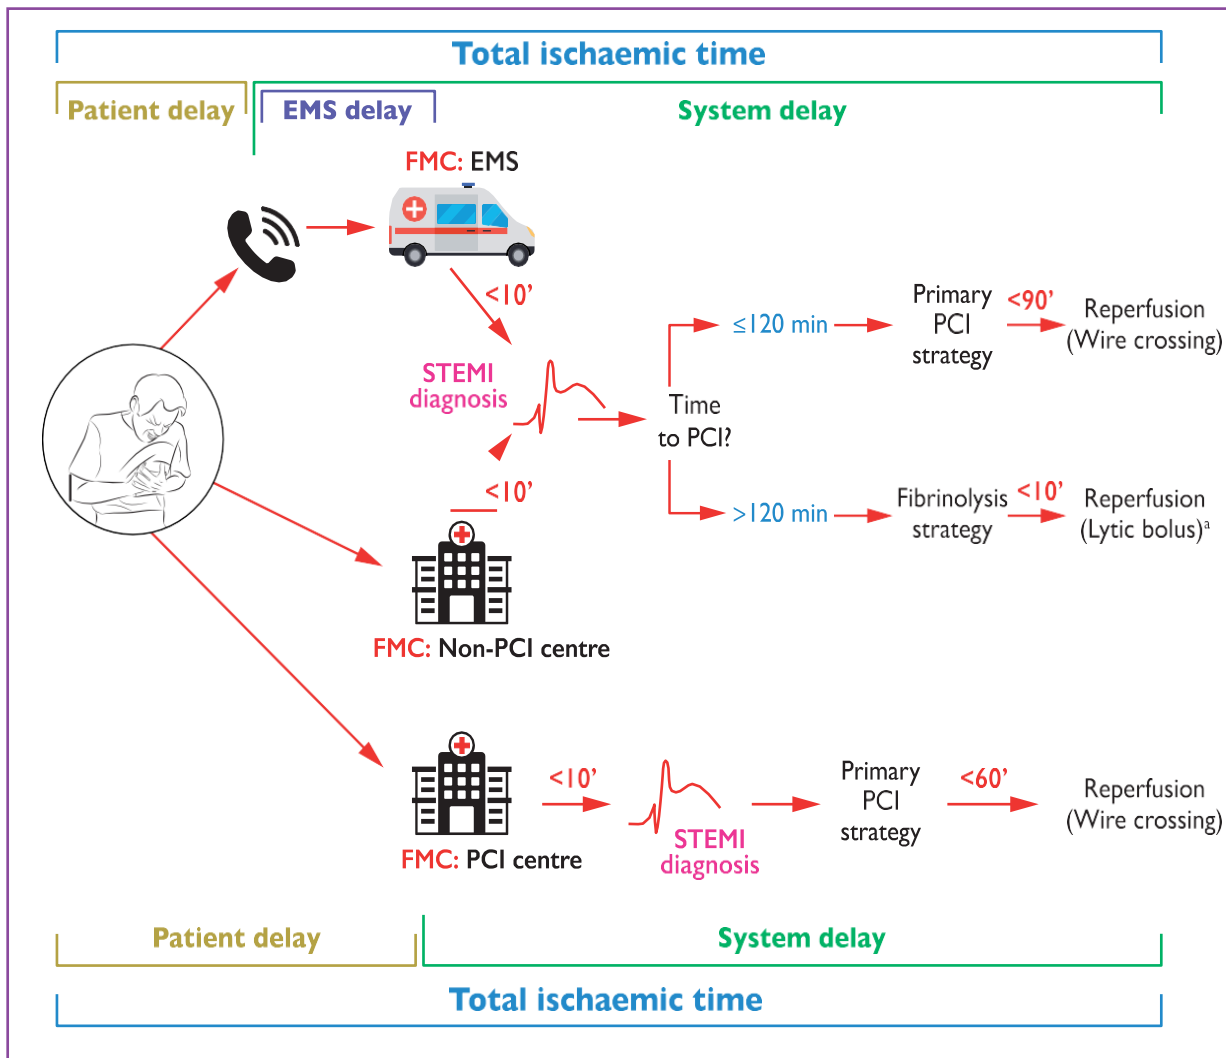 Total ischaemic time
Patient delay
EMS delay
System delay
FMC: EMS
<10’
STEMI
diagnosis
<10’
FMC: Non-PCI centre
Time
to PCI?
≤120 min
Primary
PCI
strategy
<90’
Reperfusion
(Wire crossing)
>120 min
Fibrinolysis
strategy
<10’
Reperfusion
(Lytic bolus)ª
FMC: PCI centre
<10’
STEMI
diagnosis
Primary
PCI
strategy
<60’
Reperfusion
(Wire crossing)
Patient delay
System delay
Total ischaemic time